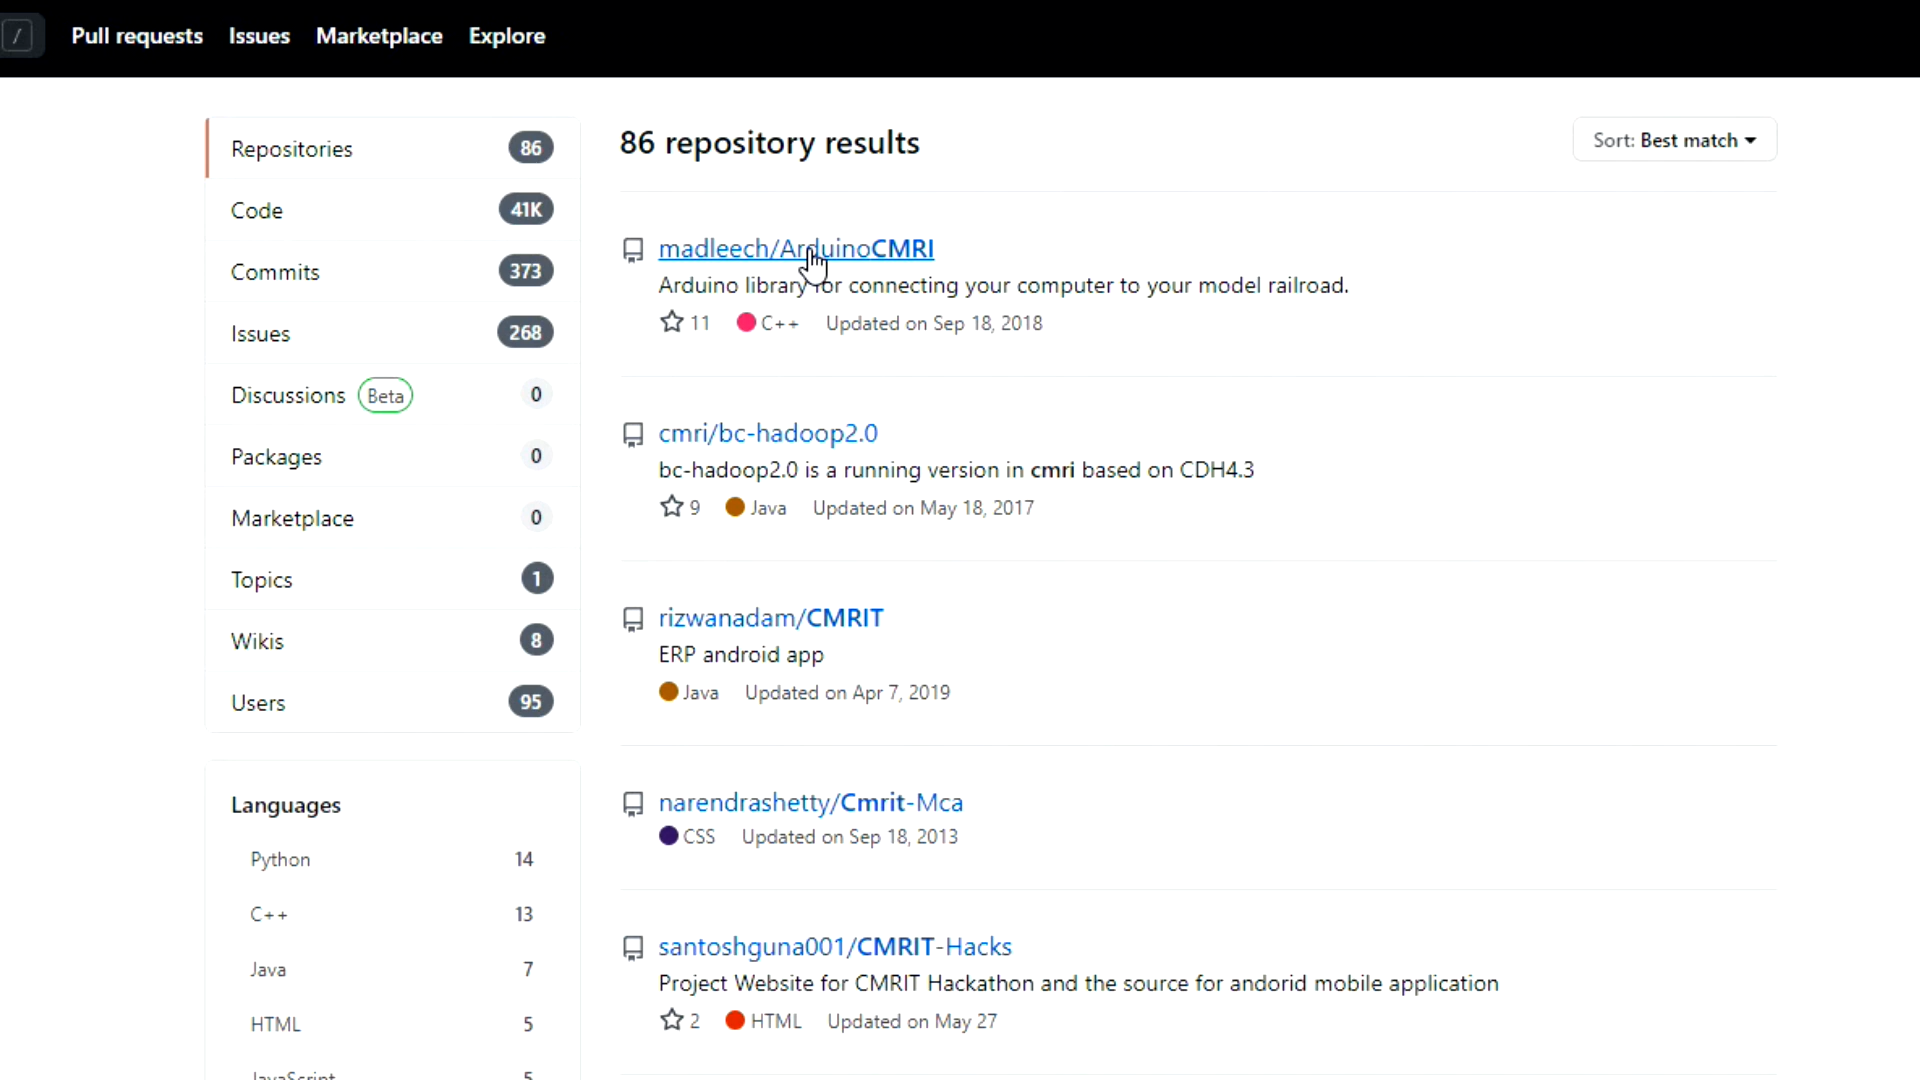 / Pull requests Issues Marketplace Explore
Repositories 86
Code 41K
Commits 373
Issues 268
Discussions Beta 0
Packages 0
Marketplace 0
Topics 1
Wikis 8
Users 95
Languages
Python 14
C++ 13
Java 7
HTML 5
JavaScript 5
86 repository results
Sort: Best match
madleech/ArduinoCMRI
Arduino library for connecting your computer to your model railroad.
11 C++ Updated on Sep 18, 2018
cmri/bc-hadoop2.0
bc-hadoop2.0 is a running version in cmri based on CDH4.3
9 Java Updated on May 18, 2017
rizwanadam/CMRIT
ERP android app
Java Updated on Apr 7, 2019
narendrashetty/Cmrit-Mca
CSS Updated on Sep 18, 2013
santoshguna001/CMRIT-Hacks
Project Website for CMRIT Hackathon and the source for andorid mobile application
2 HTML Updated on May 27